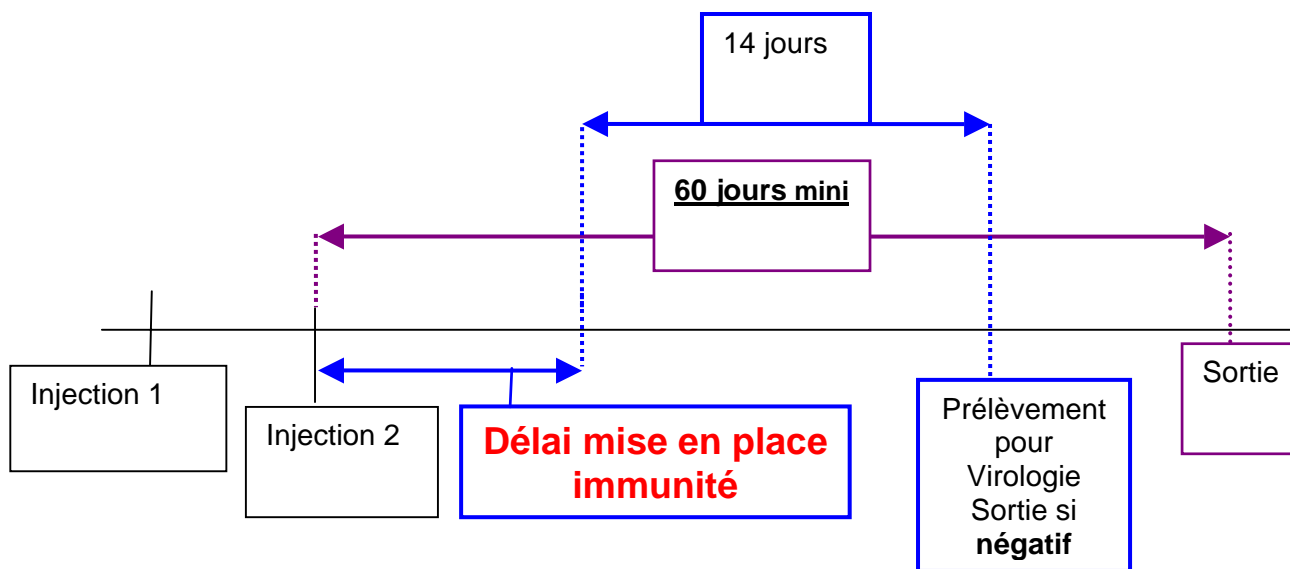 14 jours
60 jours mini
Injection 1
Injection 2
Délai mise en place
immunité
Prélèvement
pour
Virologie
Sortie si
négatif
Sortie